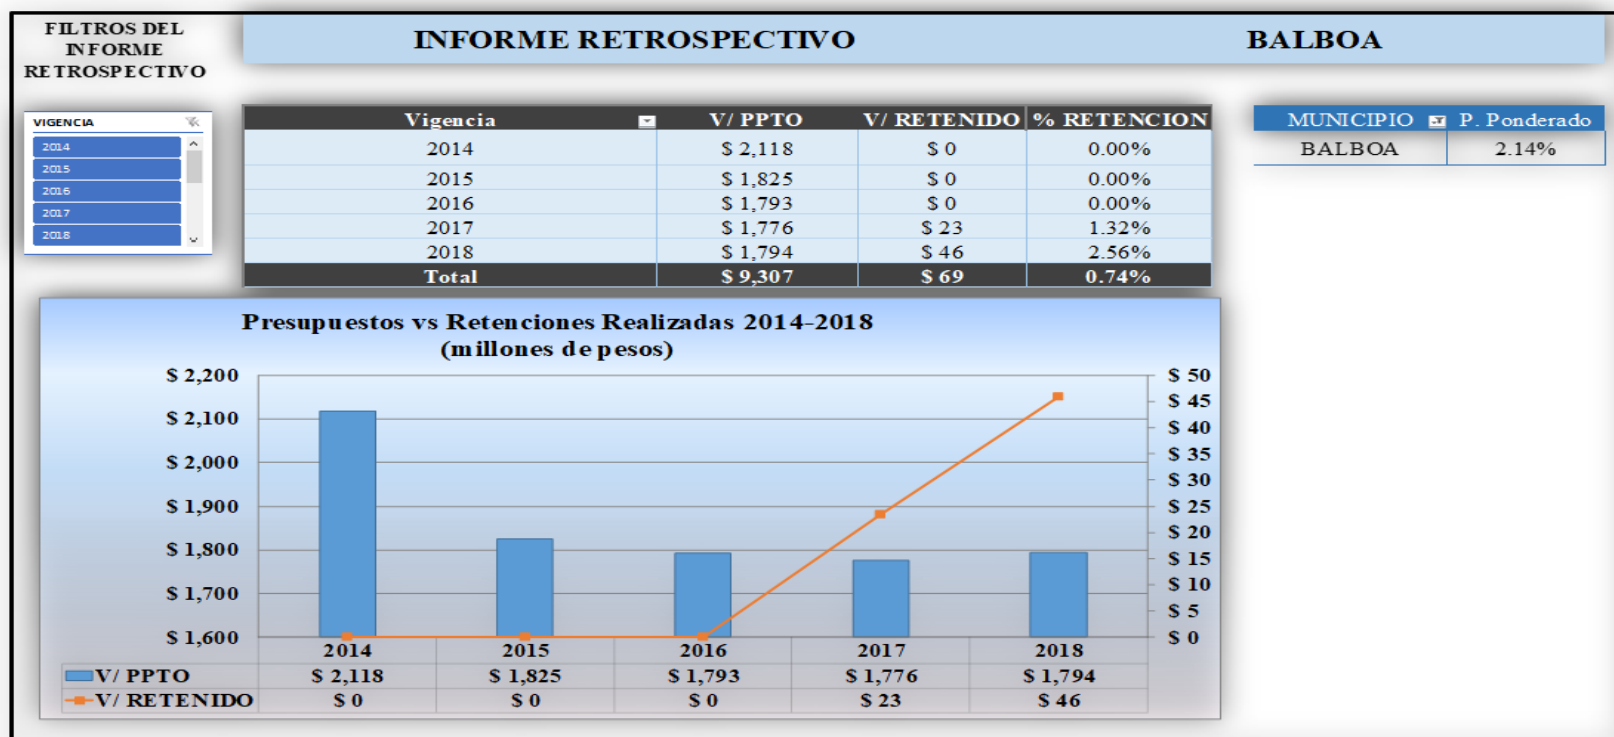 FILTROS DEL
INFORME
RETROSPECTIVO
INFORME RETROSPECTIVO BALBOA
VIGENCIA
2014
2015
2016
2017
2018
Vigencia V/ PPTO V/ RETENIDO % RETENCION
2014 $ 2,118 $ 0 0.00%
2015 $ 1,825 $ 0 0.00%
2016 $ 1,793 $ 0 0.00%
2017 $ 1,776 $ 23 1.32%
2018 $ 1,794 $ 46 2.56%
Total $ 9,307 $ 69 0.74%
MUNICIPIO P. Ponderado
BALBOA 2.14%
Presupuestos vs Retenciones Realizadas 2014-2018
(millones de pesos)
$ 2,200
$ 2,100
$ 2,000
$ 1,900
$ 1,800
$ 1,700
$ 1,600
$ 50
$ 45
$ 40
$ 35
$ 30
$ 25
$ 20
$ 15
$ 10
$ 5
$ 0
2014 2015 2016 2017 2018
V/ PPTO $ 2,118 $ 1,825 $ 1,793 $ 1,776 $ 1,794
V/ RETENIDO $ 0 $ 0 $ 0 $ 23 $ 46